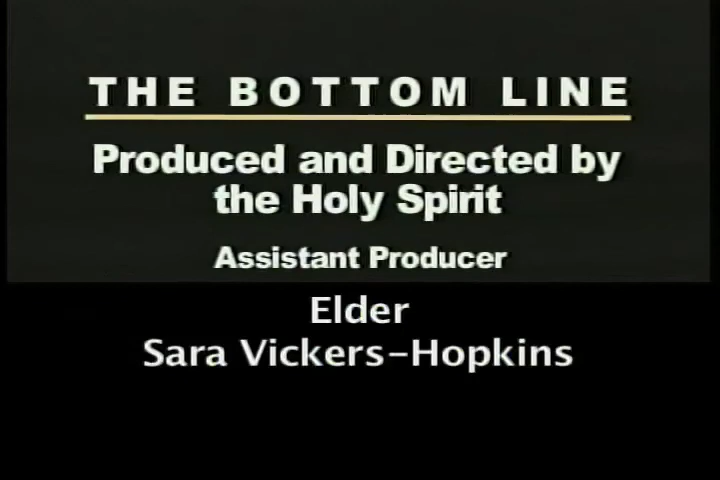 THE BOTTOM LINE
Produced and Directed by
the Holy Spirit
Assistant Producer
Elder
Sara Vickers-Hopkins